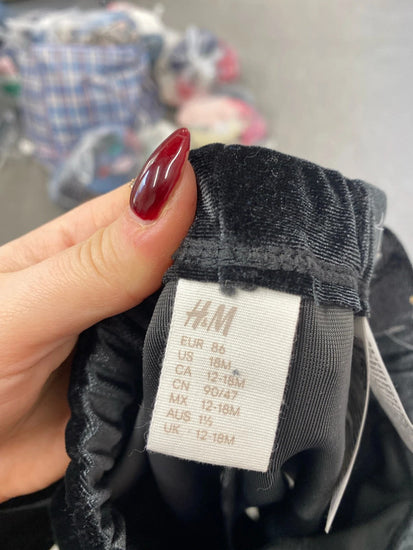 H&M
EUR 86
US 18M
CA 12-18M
CN 90/47
MX 12-18M
AUS 1½
UK 12-18M